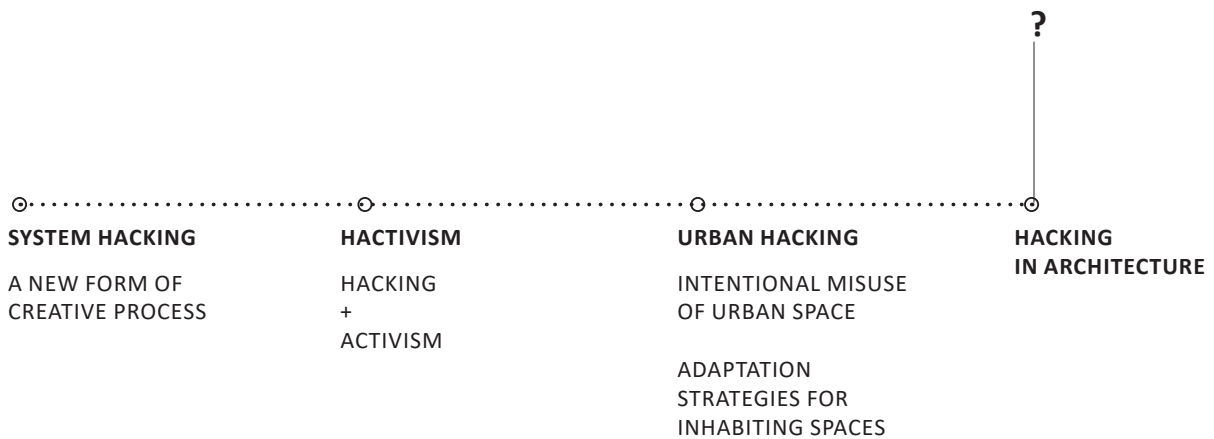 ?
SYSTEM HACKING
A NEW FORM OF
CREATIVE PROCESS
HACTIVISM
HACKING
+
ACTIVISM
URBAN HACKING
INTENTIONAL MISUSE
OF URBAN SPACE
ADAPTATION
STRATEGIES FOR
INHABITING SPACES
HACKING
IN ARCHITECTURE